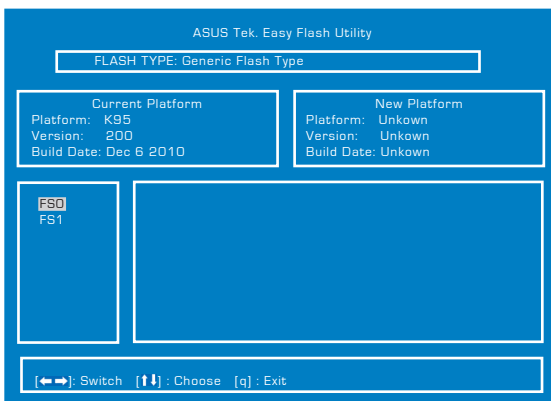 ASUS Tek. Easy Flash Utility
FLASH TYPE: Generic Flash Type
Current Platform
Platform: K95
Version: 200
Build Date: Dec 6 2010
New Platform
Platform: Unkown
Version: Unkown
Build Date: Unkown
FS0
FS1
[⬅➡]: Switch [⬆⬇] : Choose [q] : Exit